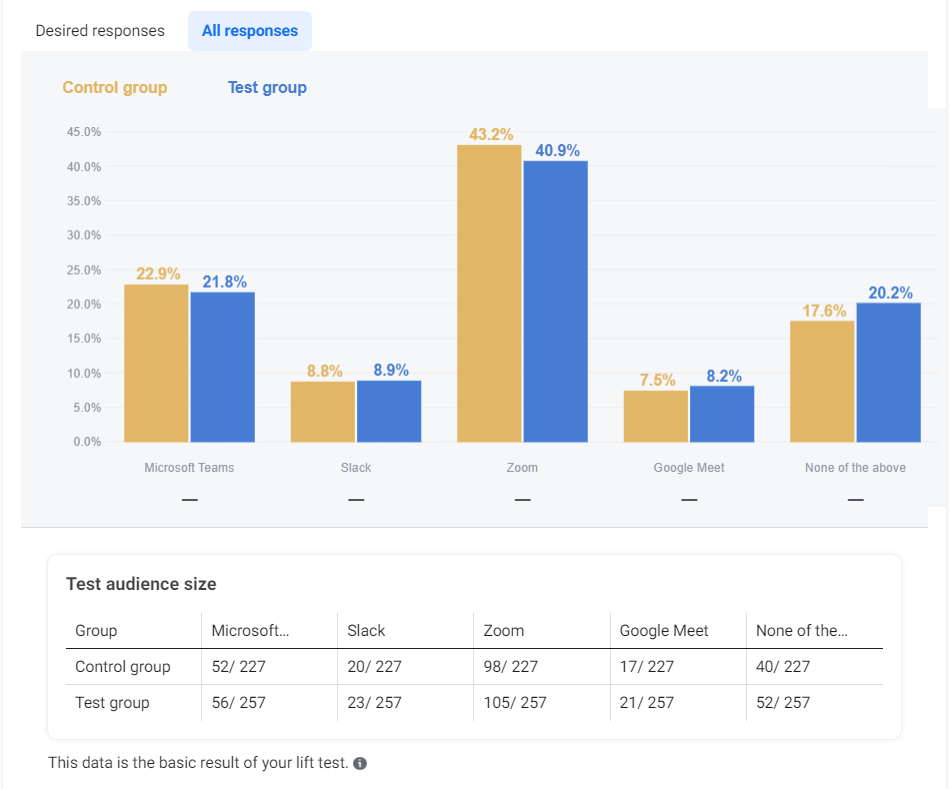 Desired responses All responses
Control group Test group
45.0%
40.0%
35.0%
30.0%
25.0%
20.0%
15.0%
10.0%
5.0%
0.0%
22.9% 21.8% 8.8% 8.9% 43.2% 40.9% 7.5% 8.2% 17.6% 20.2%
Microsoft Teams Slack Zoom Google Meet None of the above
— — — — —
Test audience size
Group Microsoft... Slack Zoom Google Meet None of the...
Control group 52/ 227 20/ 227 98/ 227 17/ 227 40/ 227
Test group 56/ 257 23/ 257 105/ 257 21/ 257 52/ 257
This data is the basic result of your lift test.